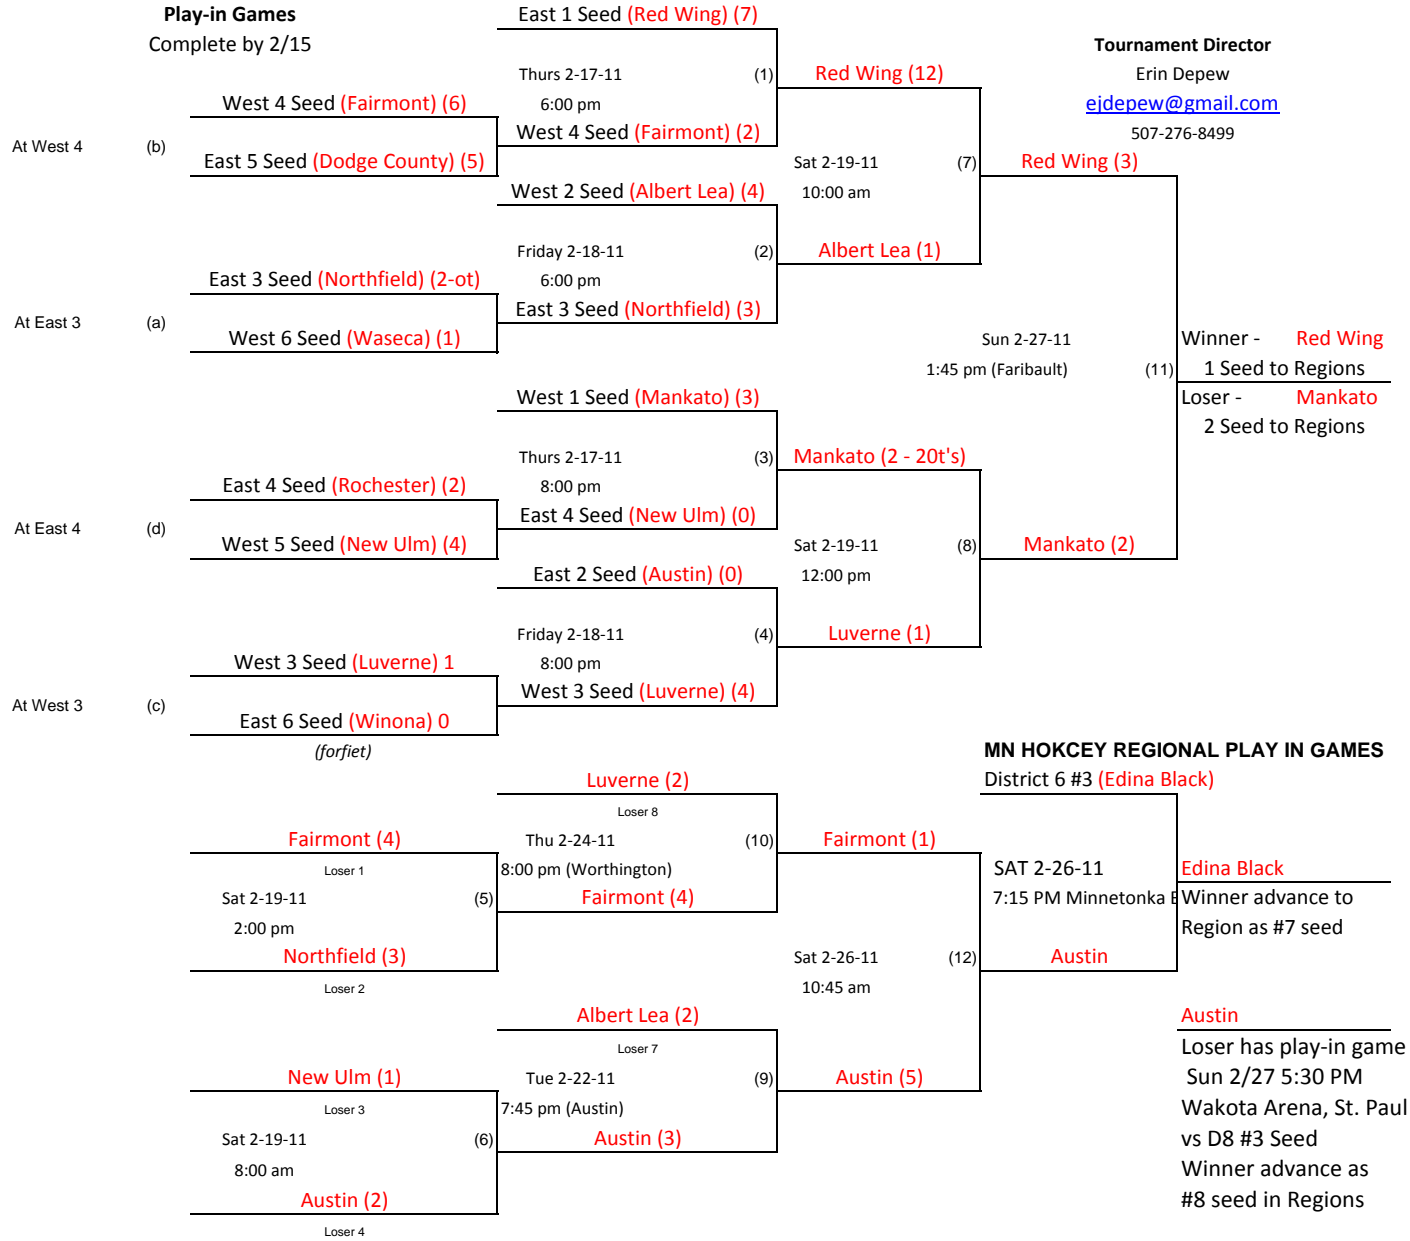 Play-in Games
Complete by 2/15
East 1 Seed (Red Wing) (7)
Tournament Director
Erin Depew
ejdepew@gmail.com
507-276-8499
Thurs 2-17-11 (1)
6:00 pm
Red Wing (12)
West 4 Seed (Fairmont) (6)
West 4 Seed (Fairmont) (2)
At West 4 (b)
East 5 Seed (Dodge County) (5)
Sat 2-19-11 (7)
10:00 am
Red Wing (3)
West 2 Seed (Albert Lea) (4)
Friday 2-18-11 (2)
6:00 pm
Albert Lea (1)
East 3 Seed (Northfield) (2-ot)
East 3 Seed (Northfield) (3)
At East 3 (a)
West 6 Seed (Waseca) (1)
Sun 2-27-11
1:45 pm (Faribault) (11)
Winner - Red Wing
1 Seed to Regions
Loser - Mankato
2 Seed to Regions
West 1 Seed (Mankato) (3)
Thurs 2-17-11 (3)
8:00 pm
Mankato (2 - 20t's)
East 4 Seed (Rochester) (2)
East 4 Seed (New Ulm) (0)
At East 4 (d)
West 5 Seed (New Ulm) (4)
Sat 2-19-11 (8)
12:00 pm
Mankato (2)
East 2 Seed (Austin) (0)
Friday 2-18-11 (4)
8:00 pm
Luverne (1)
West 3 Seed (Luverne) 1
West 3 Seed (Luverne) (4)
At West 3 (c)
East 6 Seed (Winona) 0
(forfiet)
MN HOKCEY REGIONAL PLAY IN GAMES
District 6 #3 (Edina Black)
Luverne (2)
Loser 8
Fairmont (4)
Loser 1
Thu 2-24-11 (10)
8:00 pm (Worthington)
Fairmont (1)
SAT 2-26-11
7:15 PM Minnetonka
Edina Black
Winner advance to
Region as #7 seed
Sat 2-19-11 (5)
2:00 pm
Fairmont (4)
Northfield (3)
Loser 2
Sat 2-26-11 (12)
10:45 am
Austin
Albert Lea (2)
Loser 7
Austin
Loser has play-in game
Sun 2/27 5:30 PM
Wakota Arena, St. Paul
vs D8 #3 Seed
Winner advance as
#8 seed in Regions
New Ulm (1)
Loser 3
Tue 2-22-11 (9)
7:45 pm (Austin)
Austin (5)
Sat 2-19-11 (6)
8:00 am
Austin (3)
Austin (2)
Loser 4